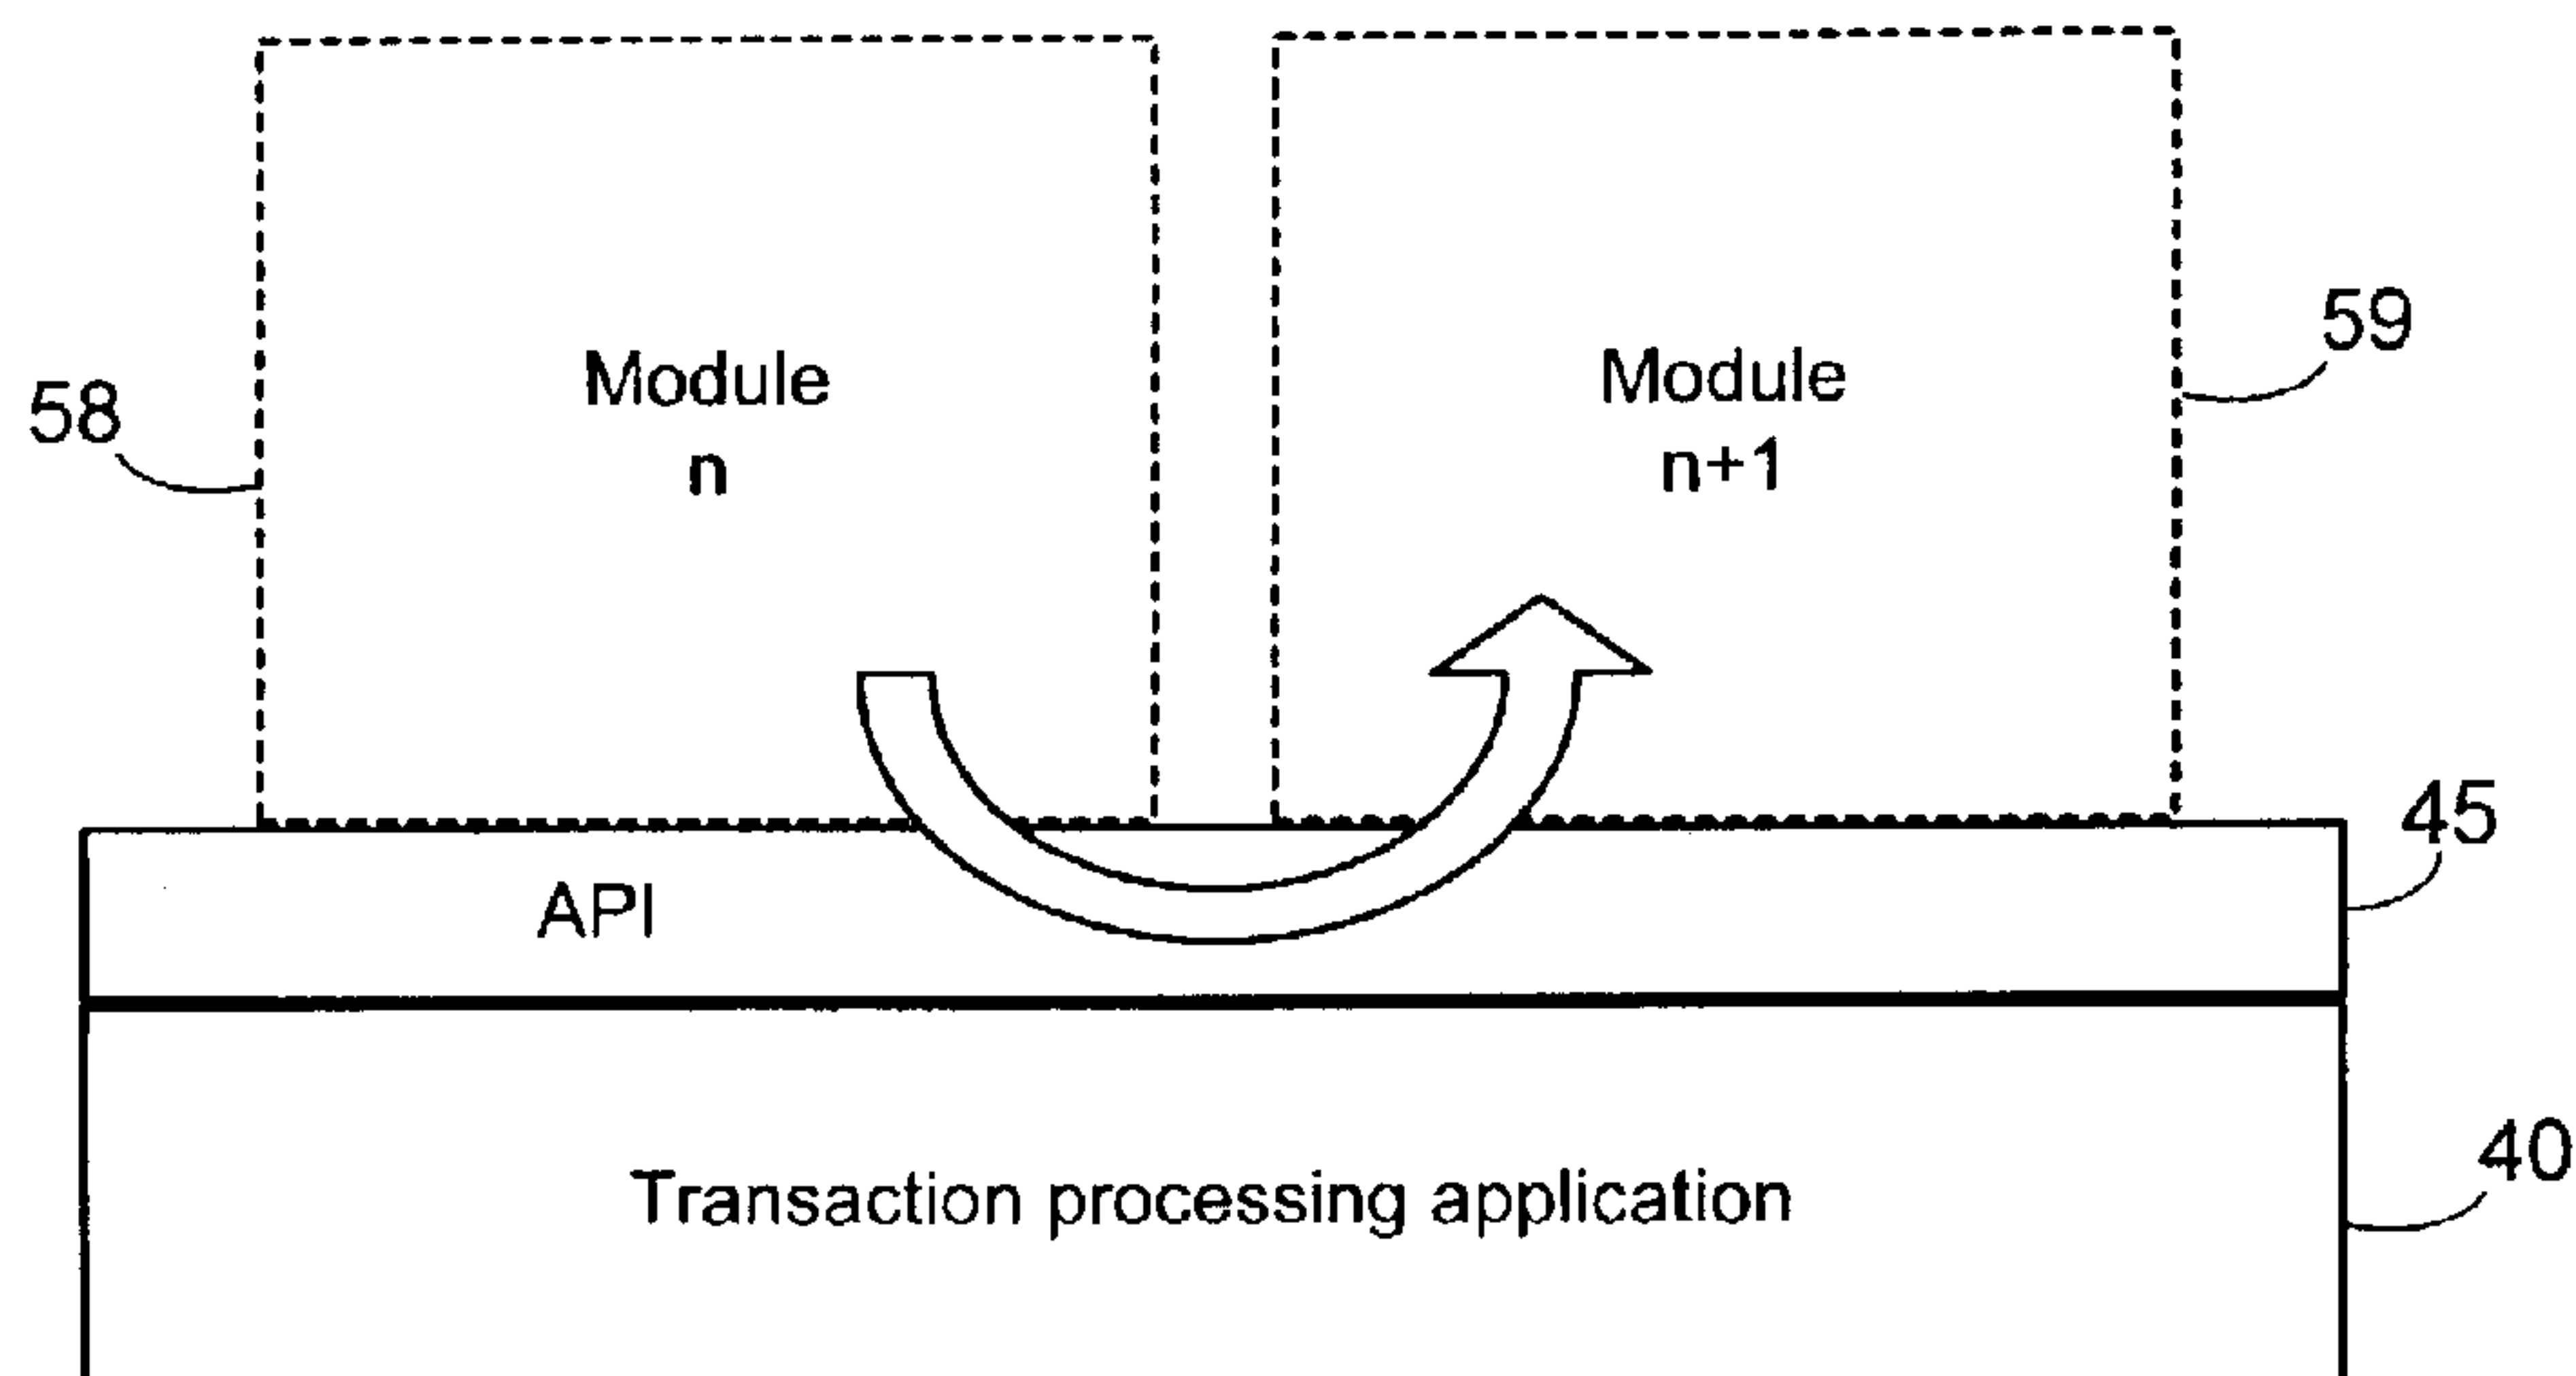 Module
n
Module
n+1
58
59
API
45
Transaction processing application
40